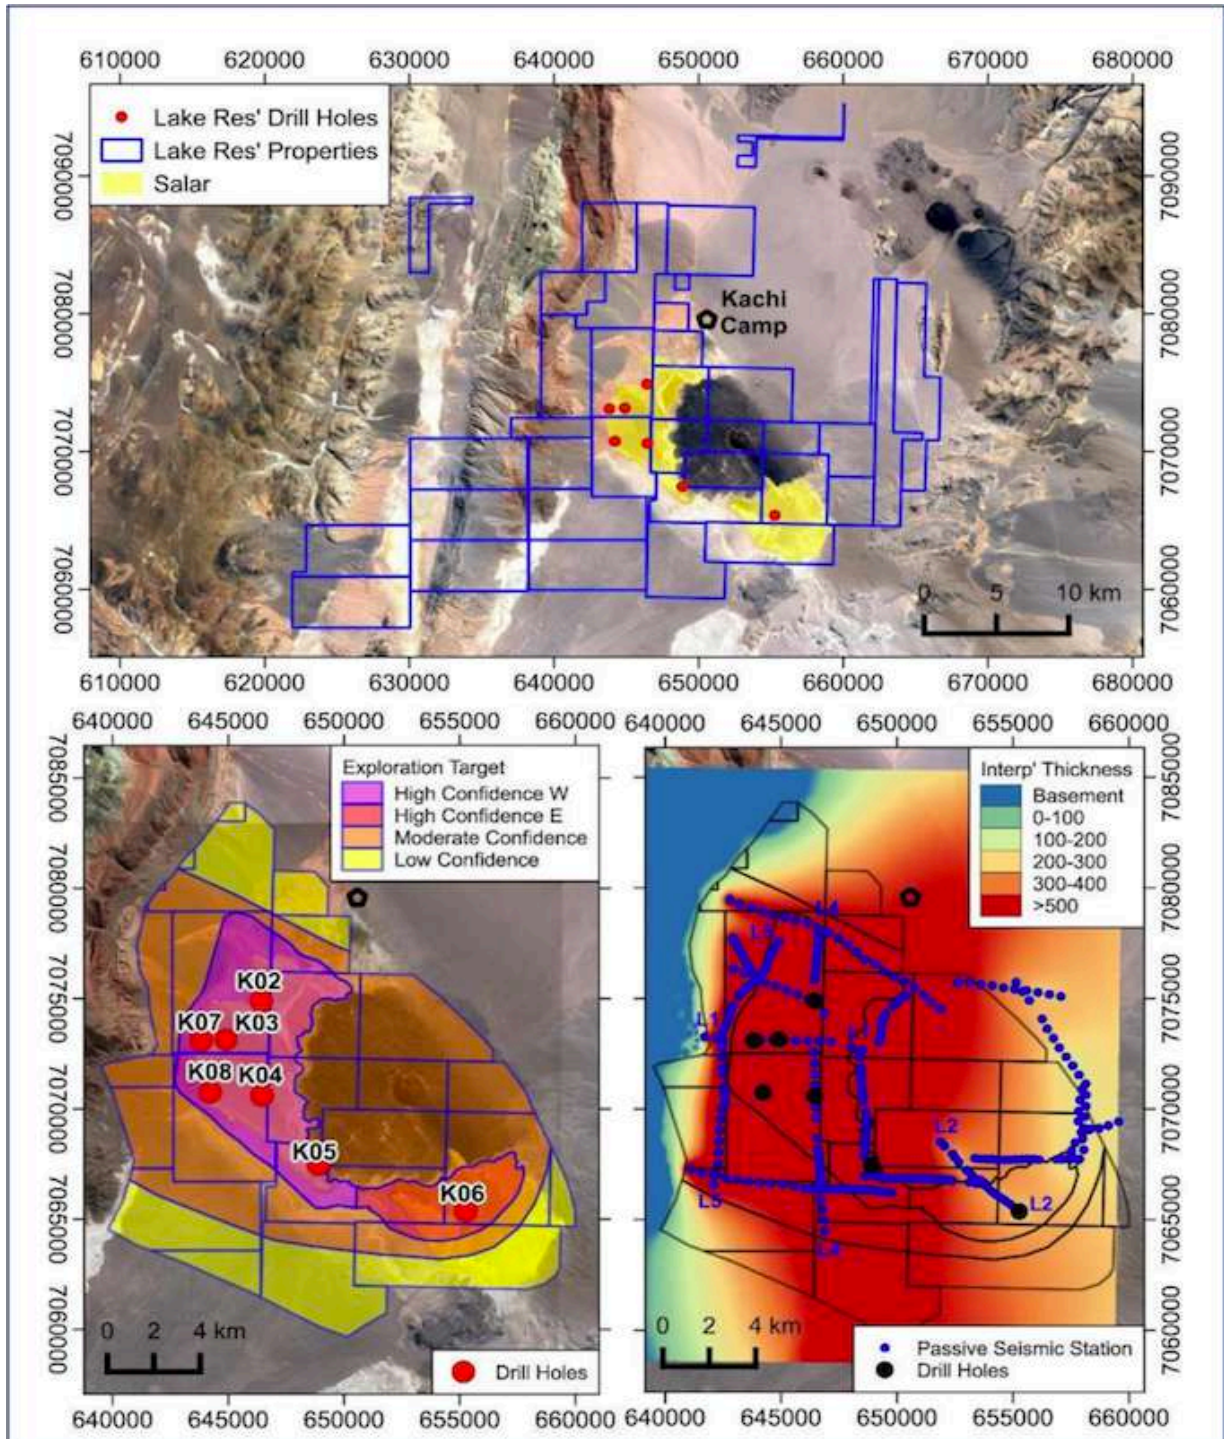 610000 620000 630000 640000 650000 660000 670000 680000
Lake Res' Drill Holes
Lake Res' Properties
Salar
7090000
7080000
7070000
7060000
7090000
7080000
7070000
7060000
Kachi
Camp
0 5 10 km
610000 620000 630000 640000 650000 660000 670000 680000
640000 645000 650000 655000 660000
7085000
7080000
7075000
7070000
7065000
7060000
Exploration Target
High Confidence W
High Confidence E
Moderate Confidence
Low Confidence
K02
K07 K03
K08 K04
K05
K06
0 2 4 km
Drill Holes
640000 645000 650000 655000 660000
640000 645000 650000 655000 660000
Interp' Thickness
Basement
0-100
100-200
200-300
300-400
>500
7085000
7080000
7075000
7070000
7065000
7060000
L4
L1
L2
L2
0 2 4 km
Passive Seismic Station
Drill Holes
640000 645000 650000 655000 660000